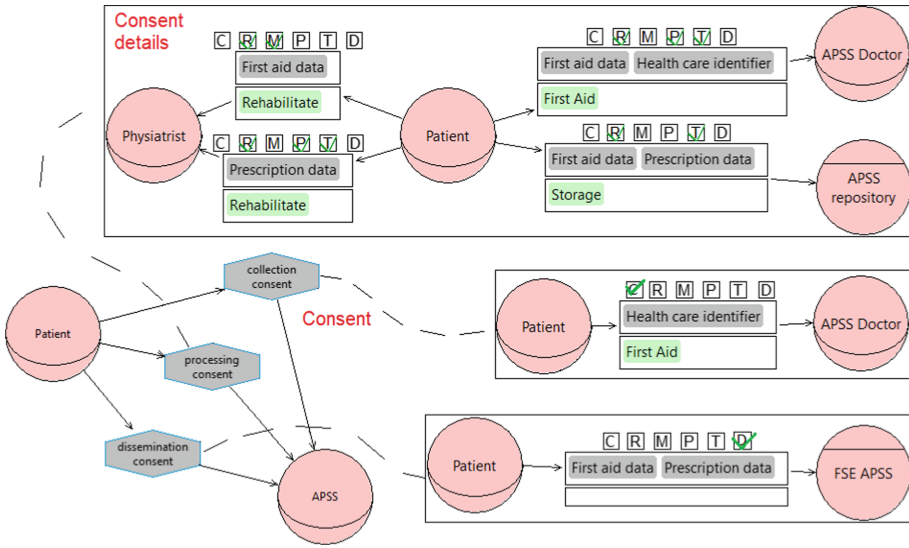 Consent
details
C R M P T D
First aid data
Rehabilitate
Physiatrist
C R M P T D
Prescription data
Rehabilitate
Patient
C R M P T D
First aid data Health care identifier
First Aid
APSS Doctor
C R M P T D
First aid data Prescription data
Storage
APSS
repository
Patient
collection
consent
Consent
processing
consent
dissemination
consent
APSS
Patient
C R M P T D
Health care identifier
First Aid
APSS Doctor
Patient
C R M P T D
First aid data Prescription data
FSE APSS